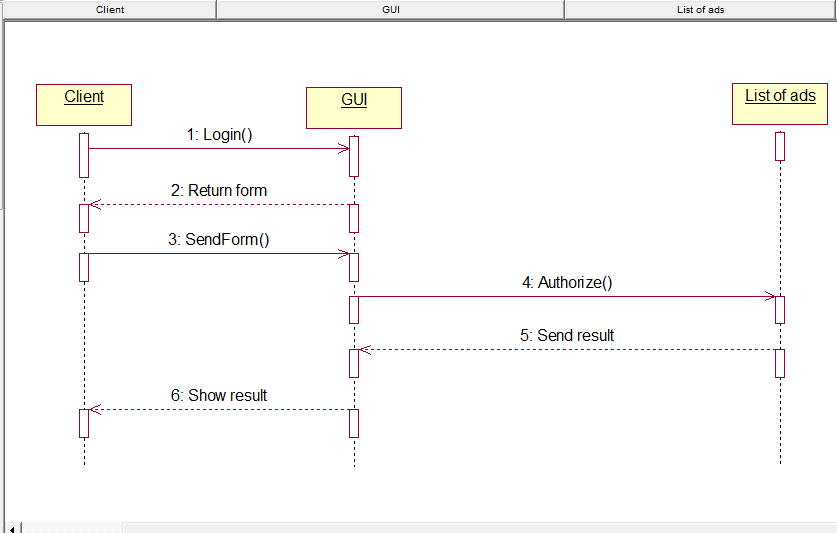 Client
GUI
List of ads
Client
GUI
List of ads
1: Login()
2: Return form
3: SendForm()
4: Authorize()
5: Send result
6: Show result